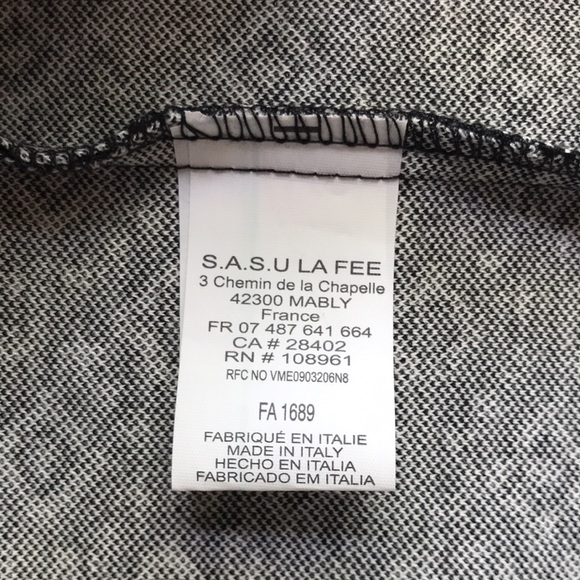 S.A.S.U LA FEE
3 Chemin de la Chapelle
42300 MABLY
France
FR 07 487 641 664
CA # 28402
RN # 108961
RFC NO VME0903206N8
FA 1689
FABRIQUÉ EN ITALIE
MADE IN ITALY
HECHO EN ITALIA
FABRICADO EM ITALIA